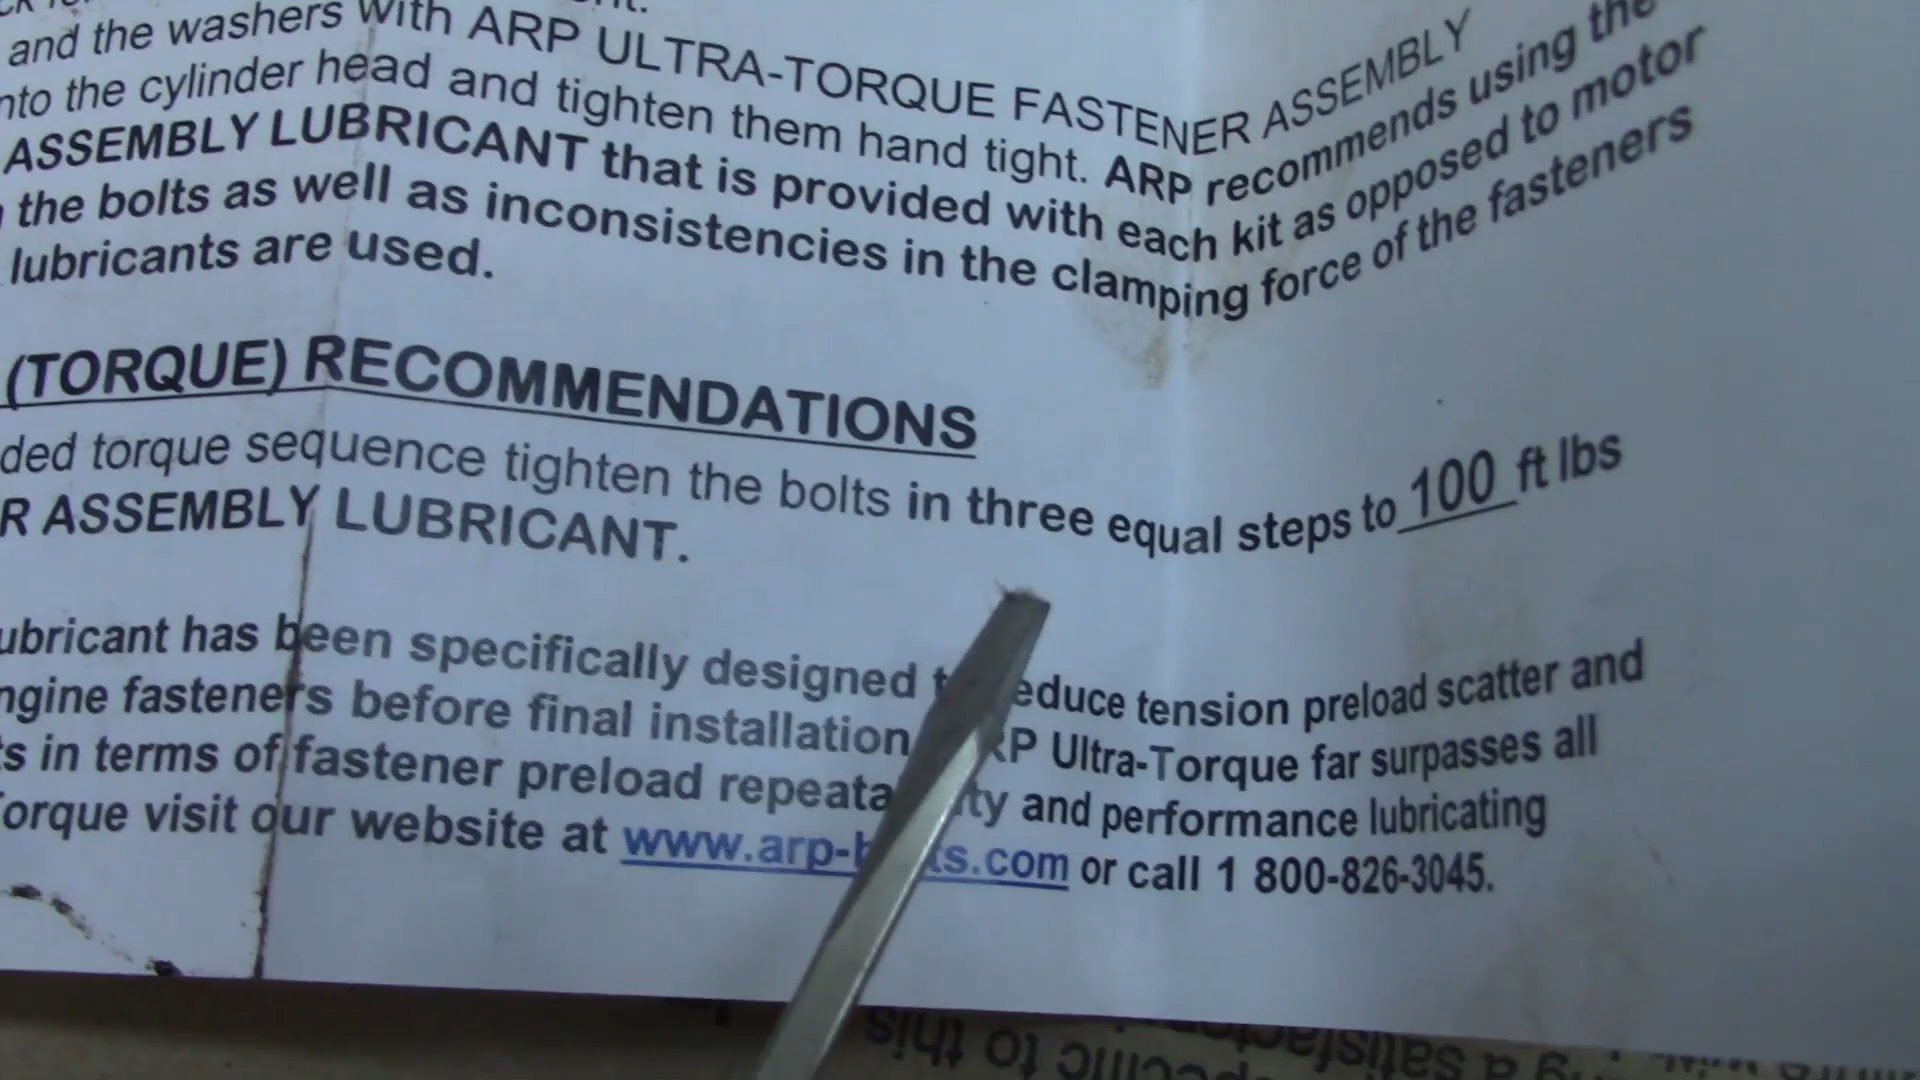 and the washers with ARP ULTRA-TORQUE FASTENER ASSEMBLY
nto the cylinder head and tighten them hand tight. ARP recommends using the
ASSEMBLY LUBRICANT that is provided with each kit as opposed to motor
the bolts as well as inconsistencies in the clamping force of the fasteners
lubricants are used.
(TORQUE) RECOMMENDATIONS
ded torque sequence tighten the bolts in three equal steps to 100 ft lbs
R ASSEMBLY LUBRICANT.
ubricant has been specifically designed t educe tension preload scatter and
ngine fasteners before final installation RP Ultra-Torque far surpasses all
s in terms of fastener preload repeata ty and performance lubricating
orque visit our website at www.arp-b ts.com or call 1 800-826-3045.
specific to this